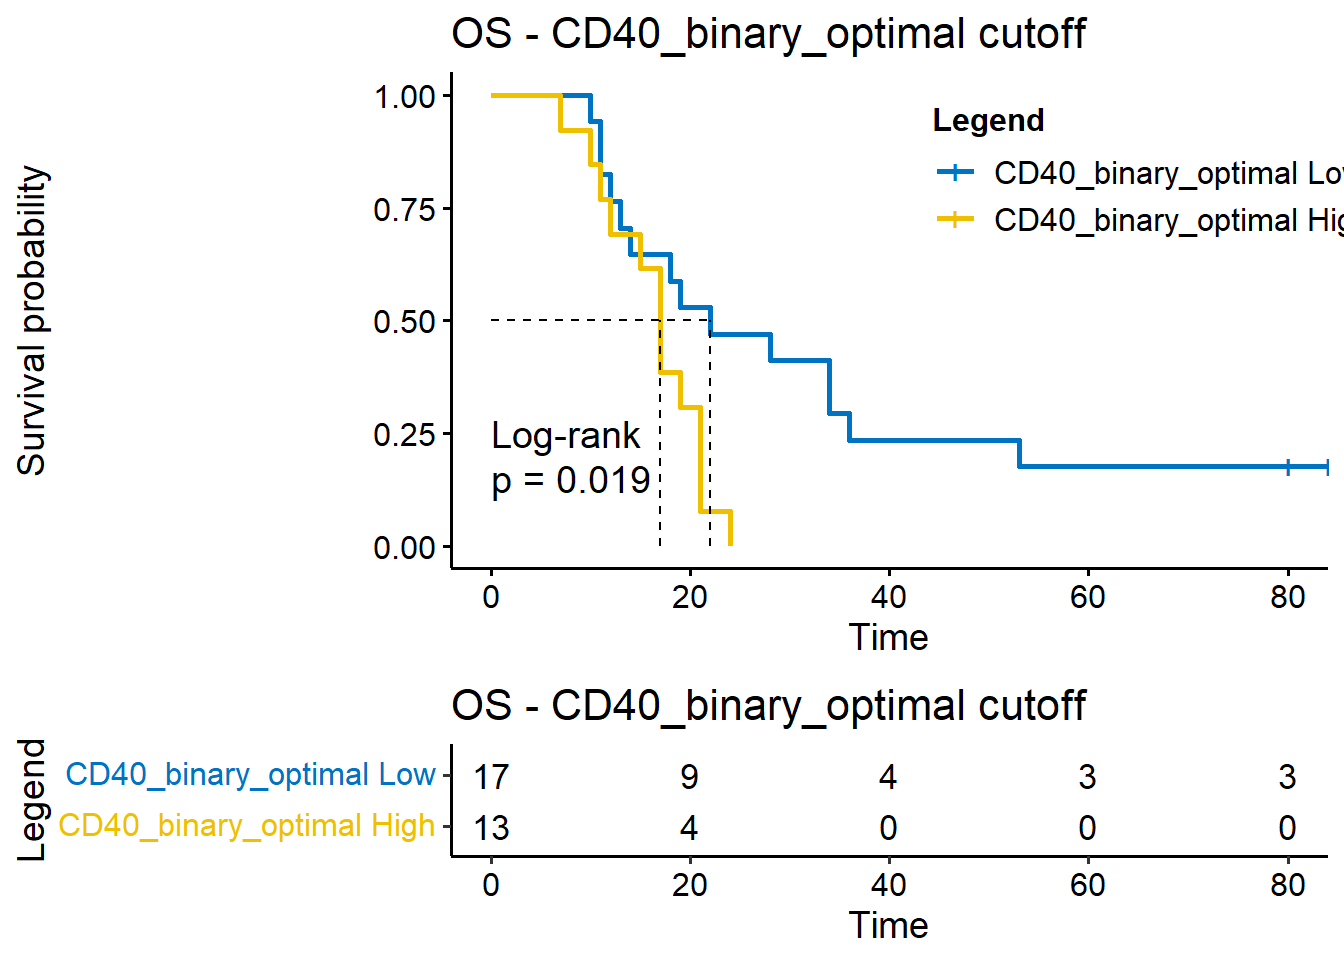 OS - CD40_binary_optimal cutoff
Survival probability
1.00
0.75
0.50
0.25
0.00
Legend
CD40_binary_optimal Lo
CD40_binary_optimal Hig
Log-rank
p = 0.019
0 20 40 60 80
Time
OS - CD40_binary_optimal cutoff
Legend
CD40_binary_optimal Low 17 9 4 3 3
CD40_binary_optimal High 13 4 0 0 0
0 20 40 60 80
Time